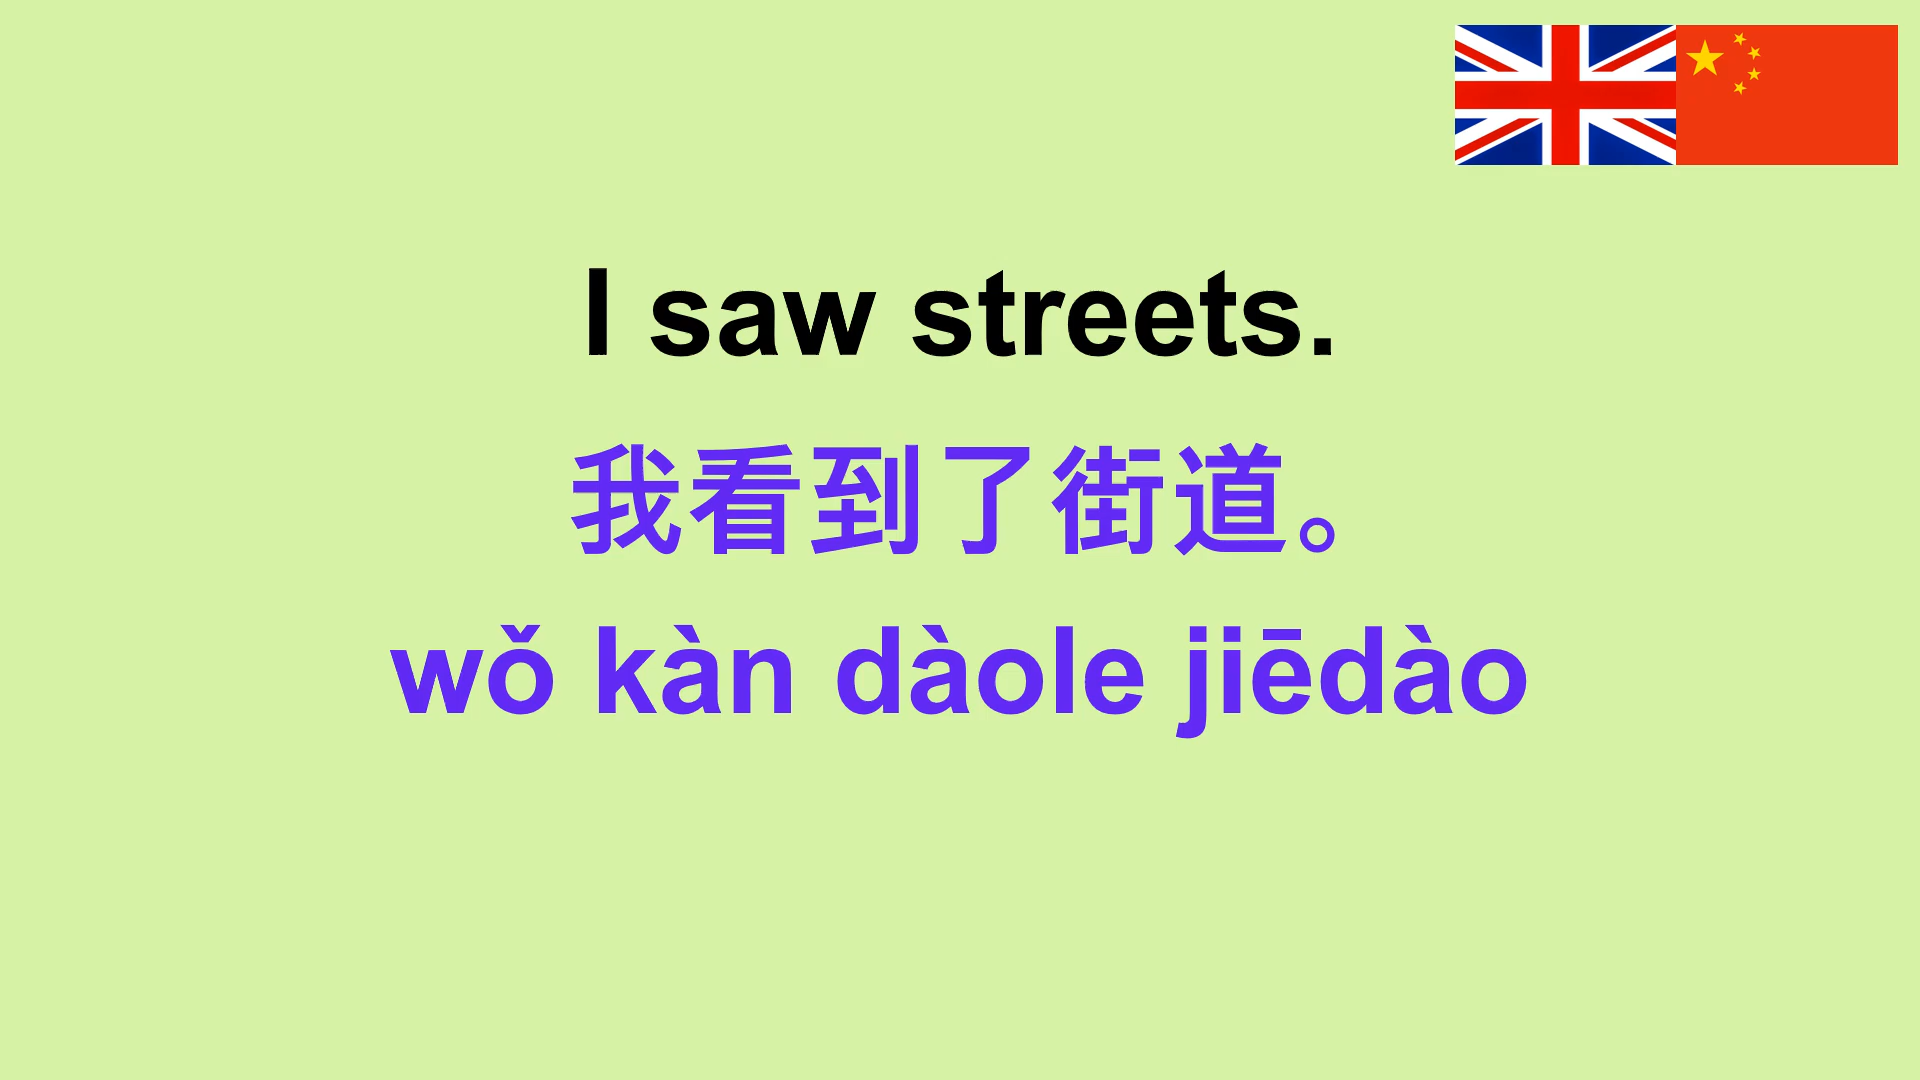 I saw streets.
我看到了街道。
wǒ kàn dàole jiēdào